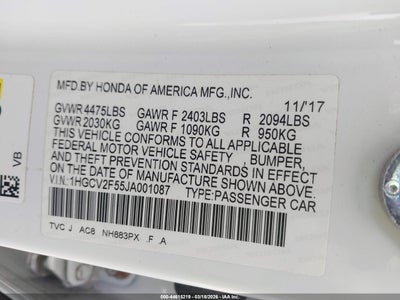 MFD.BY HONDA OF AMERICA MFG.,INC.
11/'17
GVWR 4475LBS GAWR F 2403LBS R 2094LBS
GVWR 2030KG GAWR F 1090KG R 950KG
THIS VEHICLE CONFORMS TO ALL APPLICABLE
FEDERAL MOTOR VEHICLE SAFETY , BUMPER,
AND THEFT PREVENTION STANDARDS IN EFFECT
ON THE DATE OF MANUFACTURE SHOWN ABOVE.
VIN:1HGCV2F55JA001087 TYPE:PASSENGER CAR
TVC J AC8 NH883PX .F .A
VB
000-44615219 - 03/18/2026 - IAA Inc.